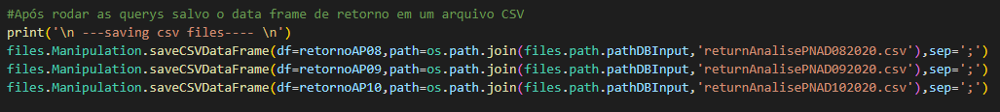 #Após rodar as querys salvo o data frame de retorno em um arquivo CSV
print('\n ---saving csv files---- \n')
files.Manipulation.saveCSVDataFrame(df=retornoAP08,path=os.path.join(files.path.pathDBInput,'returnAnalisePNAD082020.csv'),sep=';')
files.Manipulation.saveCSVDataFrame(df=retornoAP09,path=os.path.join(files.path.pathDBInput,'returnAnalisePNAD092020.csv'),sep=';')
files.Manipulation.saveCSVDataFrame(df=retornoAP10,path=os.path.join(files.path.pathDBInput,'returnAnalisePNAD102020.csv'),sep=';')